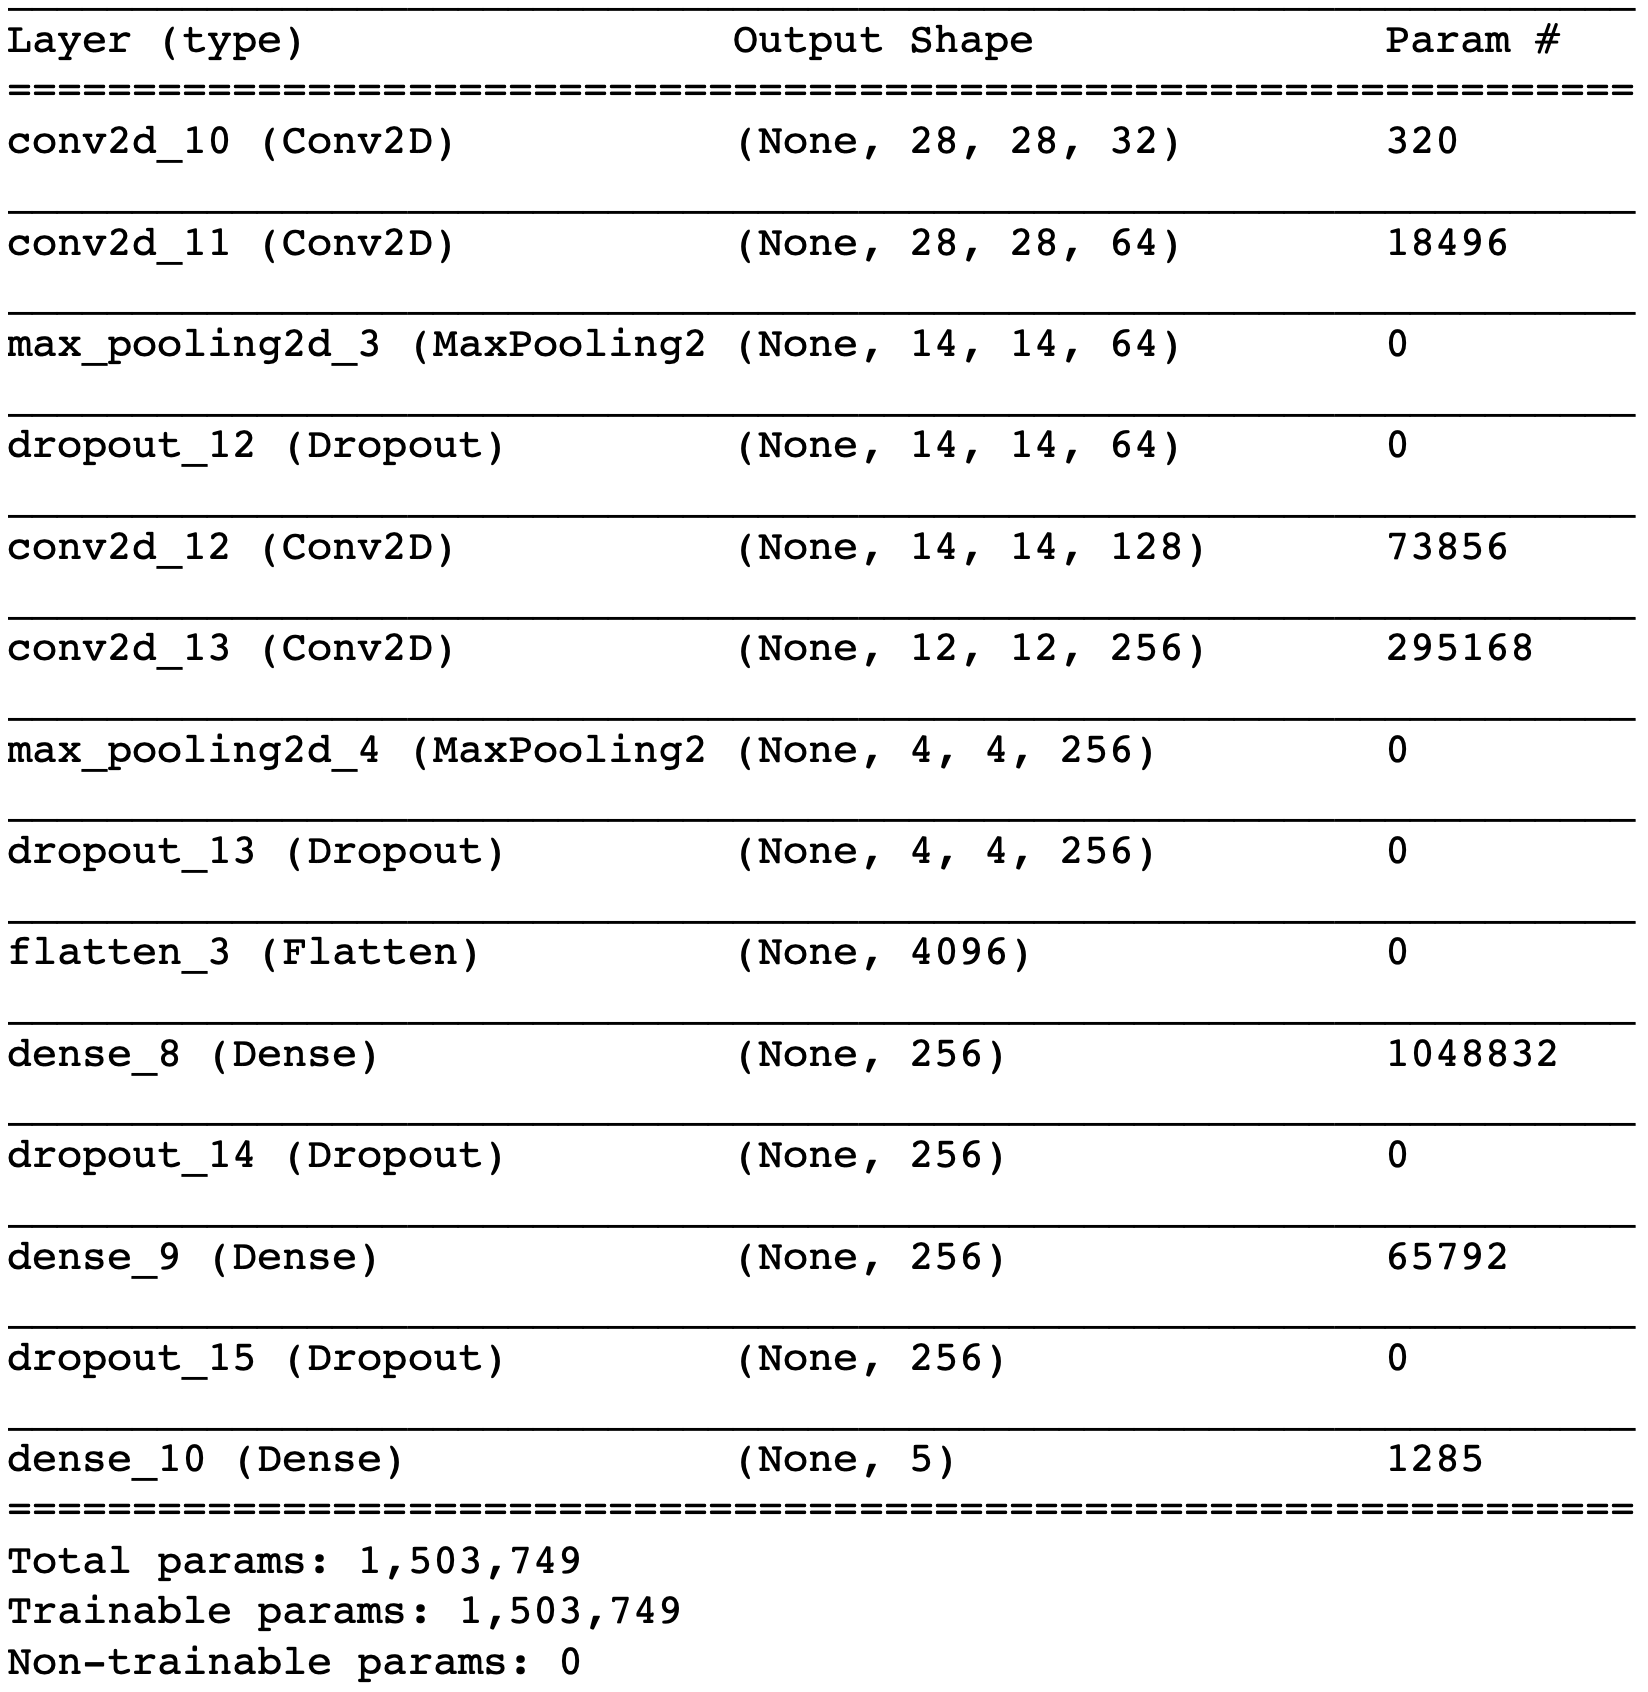 Layer (type) Output Shape Param #
=================================================================
conv2d_10 (Conv2D) (None, 28, 28, 32) 320
conv2d_11 (Conv2D) (None, 28, 28, 64) 18496
max_pooling2d_3 (MaxPooling2 (None, 14, 14, 64) 0
dropout_12 (Dropout) (None, 14, 14, 64) 0
conv2d_12 (Conv2D) (None, 14, 14, 128) 73856
conv2d_13 (Conv2D) (None, 12, 12, 256) 295168
max_pooling2d_4 (MaxPooling2 (None, 4, 4, 256) 0
dropout_13 (Dropout) (None, 4, 4, 256) 0
flatten_3 (Flatten) (None, 4096) 0
dense_8 (Dense) (None, 256) 1048832
dropout_14 (Dropout) (None, 256) 0
dense_9 (Dense) (None, 256) 65792
dropout_15 (Dropout) (None, 256) 0
dense_10 (Dense) (None, 5) 1285
=================================================================
Total params: 1,503,749
Trainable params: 1,503,749
Non-trainable params: 0